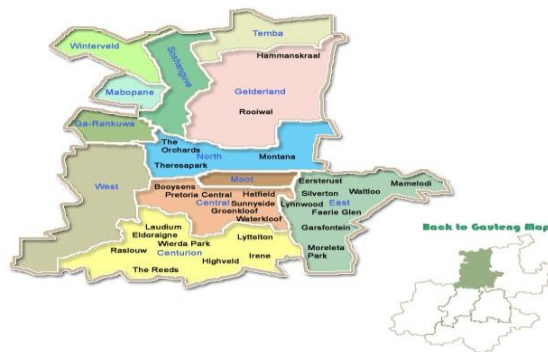 Winterveld
Soshanguve
Temba
Hammanskraal
Mabopane
Gelderland
Rooiwal
Ga-Rankuwa
The
Orchards
North
Theresapark
Montana
West
Moot
Booysens
Pretoria Central
Hatfield
Central
Sunnyside
Groenkloof
Waterkloof
Eersterust
Silverton
Waltloo
Mamelodi
Lynnwood
East
Faerie Glen
Garsfontein
Moreleta
Park
Laudium
Eldoraigne
Wierda Park
Lyttelton
Raslouw
Centurion
Highveld
Irene
The Reeds
Back to Gauteng Map